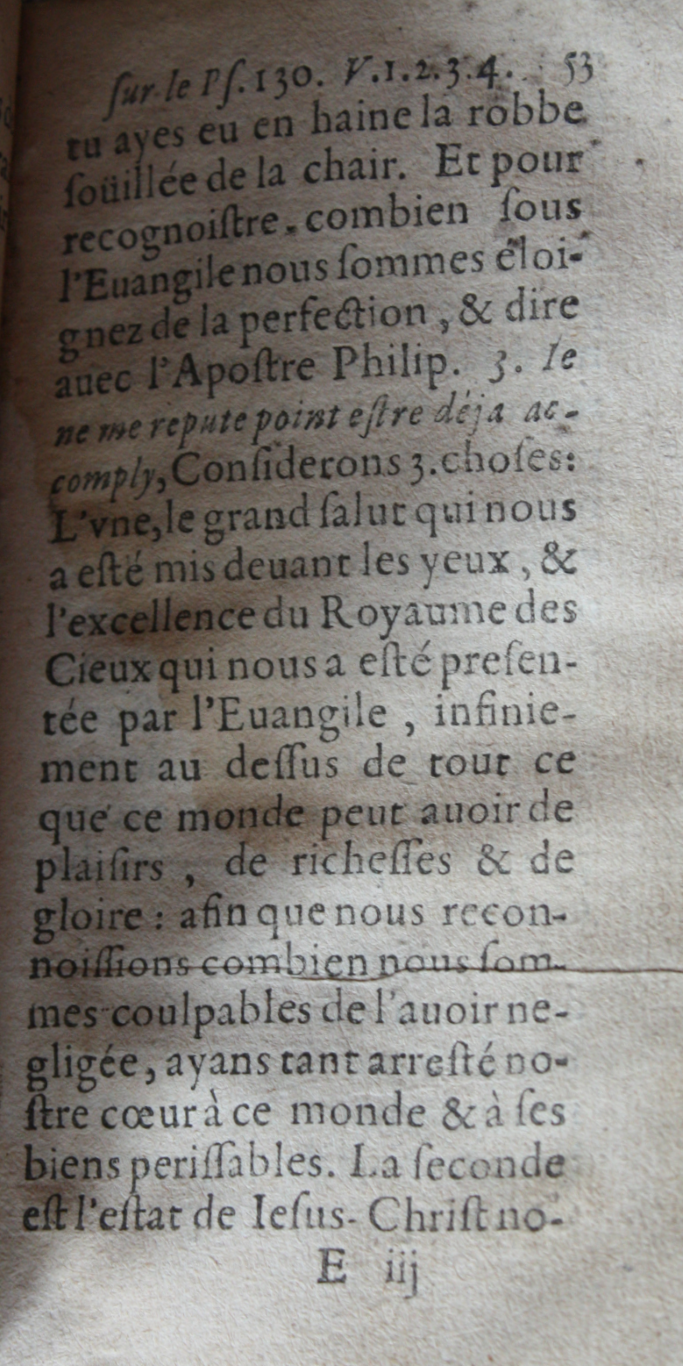 sur le Ps. 130. V.1.2.3.4. 53
tu ayes eu en haine la robbe
soüillée de la chair. Et pour
recognoistre combien sous
l'Euangile nous sommes éloi-
gnez de la perfection, & dire
auec l'Apostre Philip. 3. Ie
ne me repute point estre déja ac-
comply, Considerons 3. choses:
L'vne, le grand salut qui nous
a esté mis deuant les yeux, &
l'excellence du Royaume des
Cieux qui nous a esté presen-
tée par l'Euangile, infinie-
ment au dessus de tout ce
que ce monde peut auoir de
plaisirs, de richesses & de
gloire : afin que nous recon-
noissions combien nous som-
mes coulpables de l'auoir ne-
gligée, ayans tant arresté no-
stre cœur à ce monde & à ses
biens perissables. La seconde
est l'estat de Iesus-Christ no-
E iij